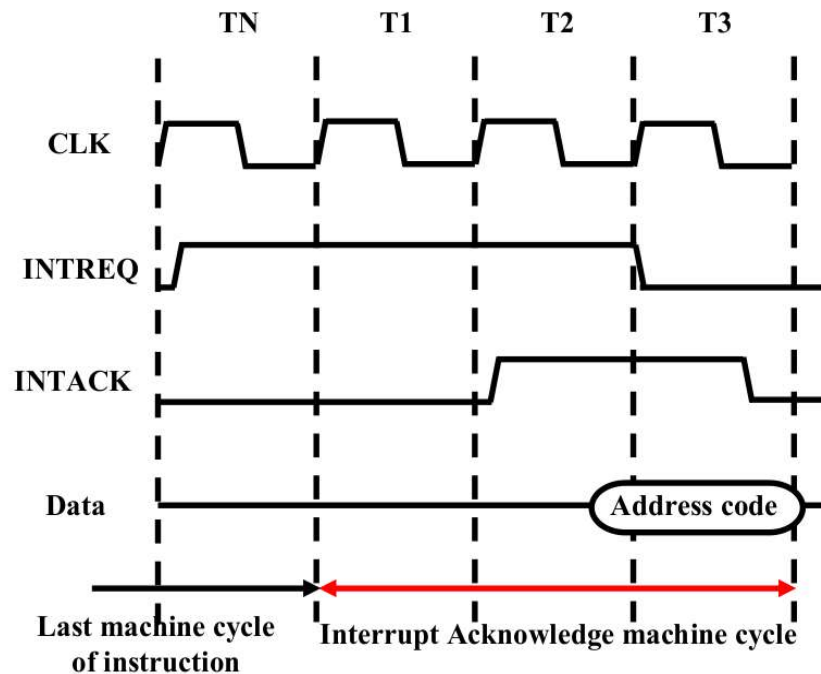 TN T1 T2 T3
CLK
INTREQ
INTACK
Data Address code
Last machine cycle
of instruction
Interrupt Acknowledge machine cycle